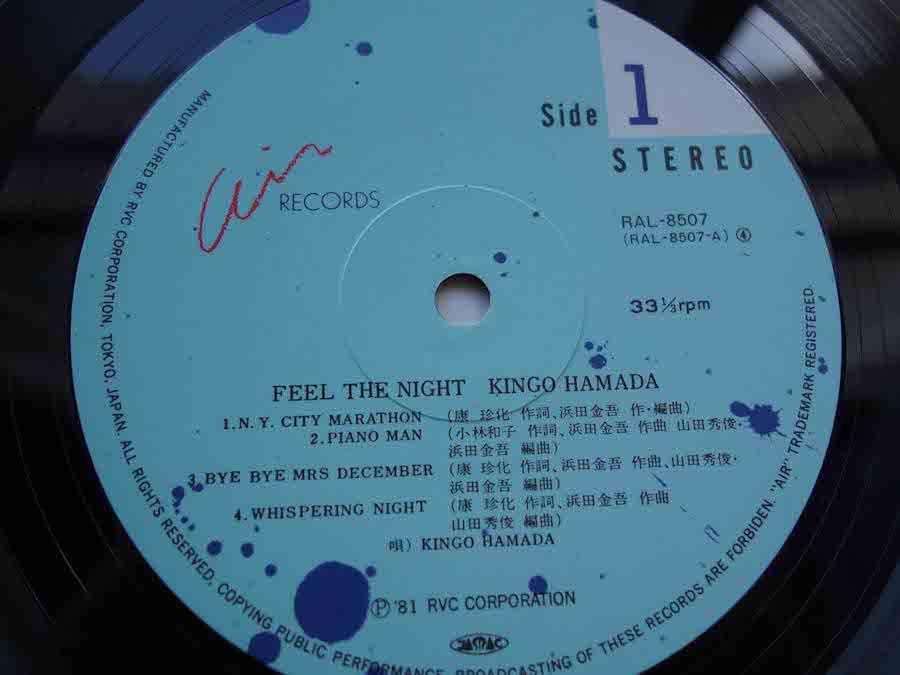 Side 1
STEREO
Air RECORDS
RAL-8507
(RAL-8507-A) ④
33⅓rpm
FEEL THE NIGHT KINGO HAMADA
1. N. Y. CITY MARATHON (康 珍化 作詞、浜田金吾 作・編曲)
2. PIANO MAN (小林和子 作詞、浜田金吾 作曲 山田秀俊・
浜田金吾 編曲)
3. BYE BYE MRS DECEMBER (康 珍化 作詞、浜田金吾 作曲、山田秀俊・
浜田金吾 編曲)
4. WHISPERING NIGHT (康 珍化 作詞、浜田金吾 作曲
山田秀俊 編曲)
唄) KINGO HAMADA
Ⓟ '81 RVC CORPORATION
JASRAC
MANUFACTURED BY RVC CORPORATION, TOKYO, JAPAN. ALL RIGHTS RESERVED, COPYING PUBLIC PERFORMANCE, BROADCASTING OF THESE RECORDS ARE FORBIDDEN. "AIR" TRADEMARK REGISTERED.